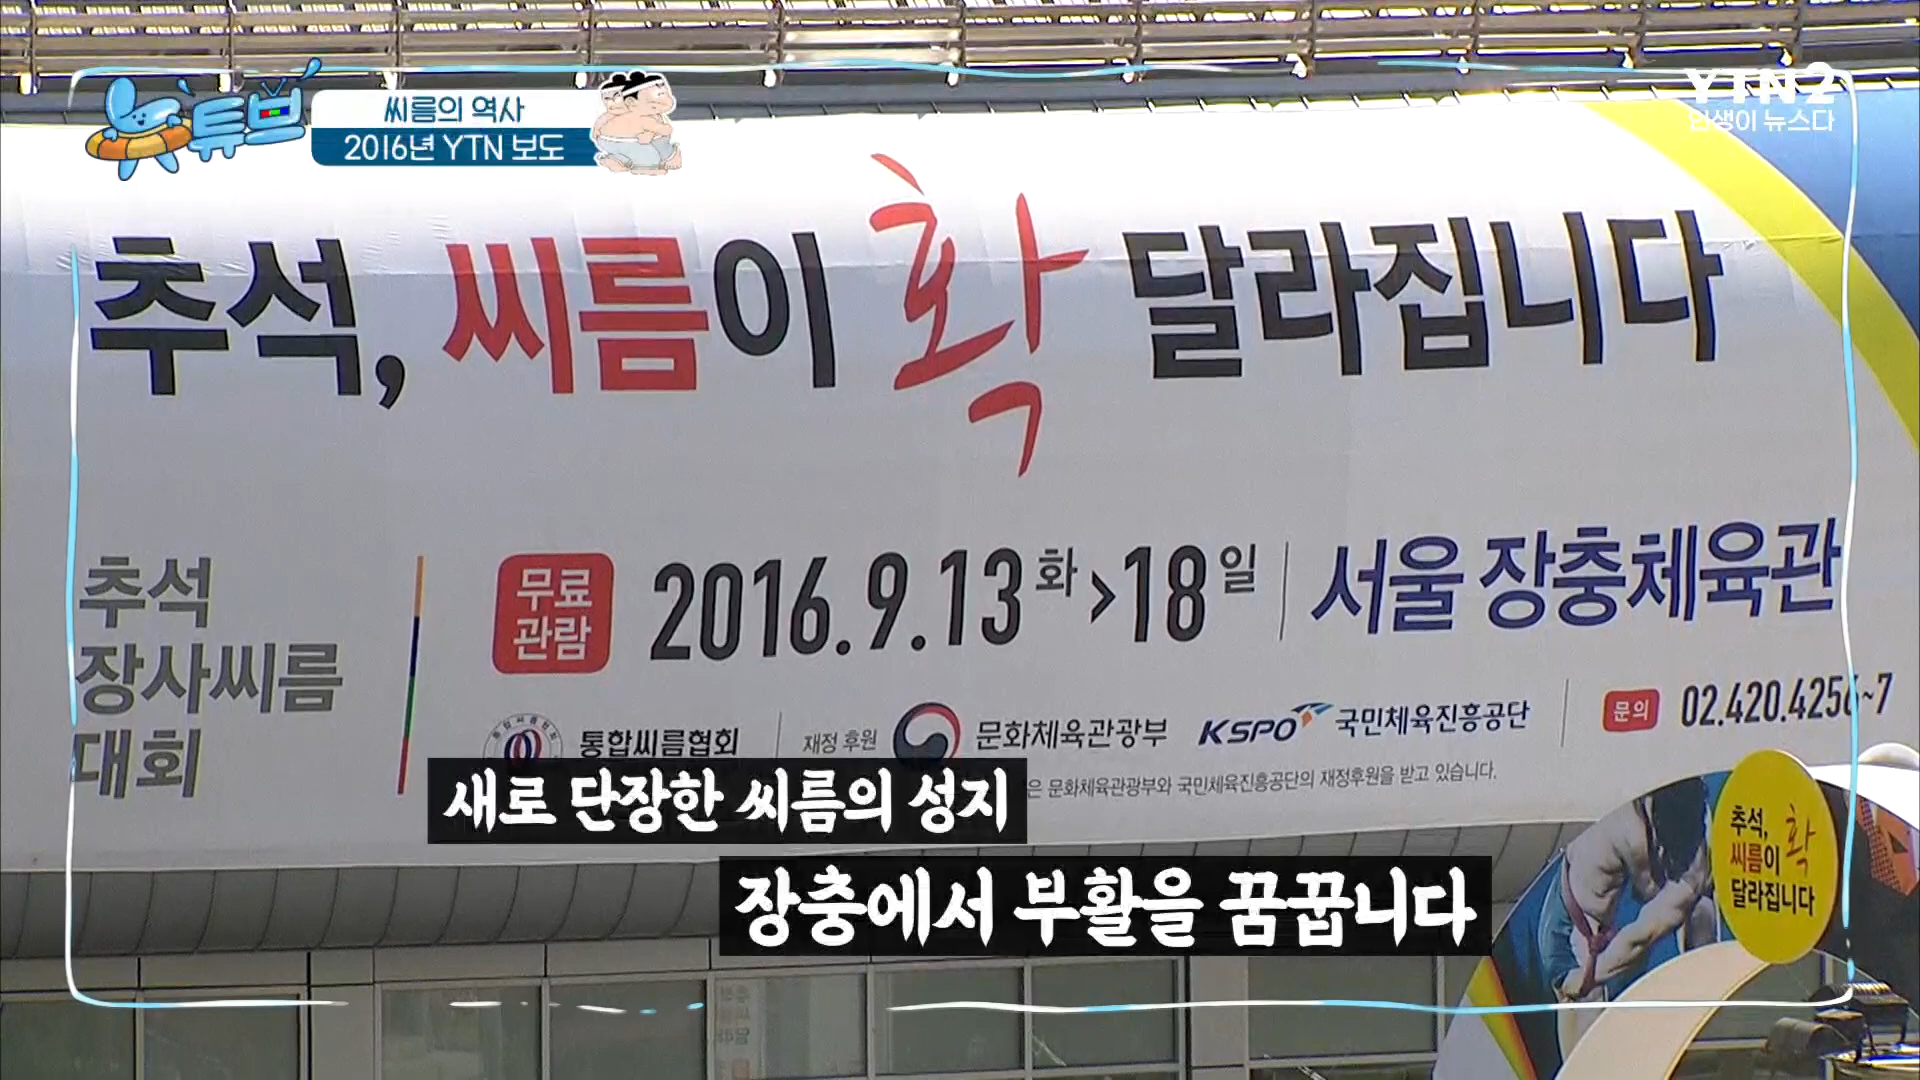 뉴튜브
씨름의 역사
2016년 YTN 보도
YTN2
인생이 뉴스다
추석, 씨름이 확 달라집니다
추석
장사씨름
대회
무료
관람
2016.9.13화>18일
서울 장충체육관
통합씨름협회
재정 후원
문화체육관광부
KSPO 국민체육진흥공단
문의
02.420.4256~7
은 문화체육관광부와 국민체육진흥공단의 재정후원을 받고 있습니다.
새로 단장한 씨름의 성지
장충에서 부활을 꿈꿉니다
추석,
씨름이 확
달라집니다